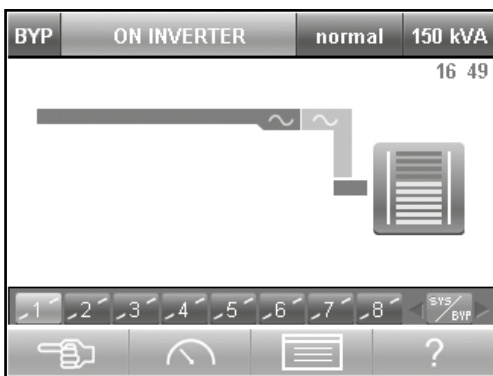 BYP ON INVERTER normal 150 kVA
16 49
1 2 3 4 5 6 7 8 SYS/BYP
?